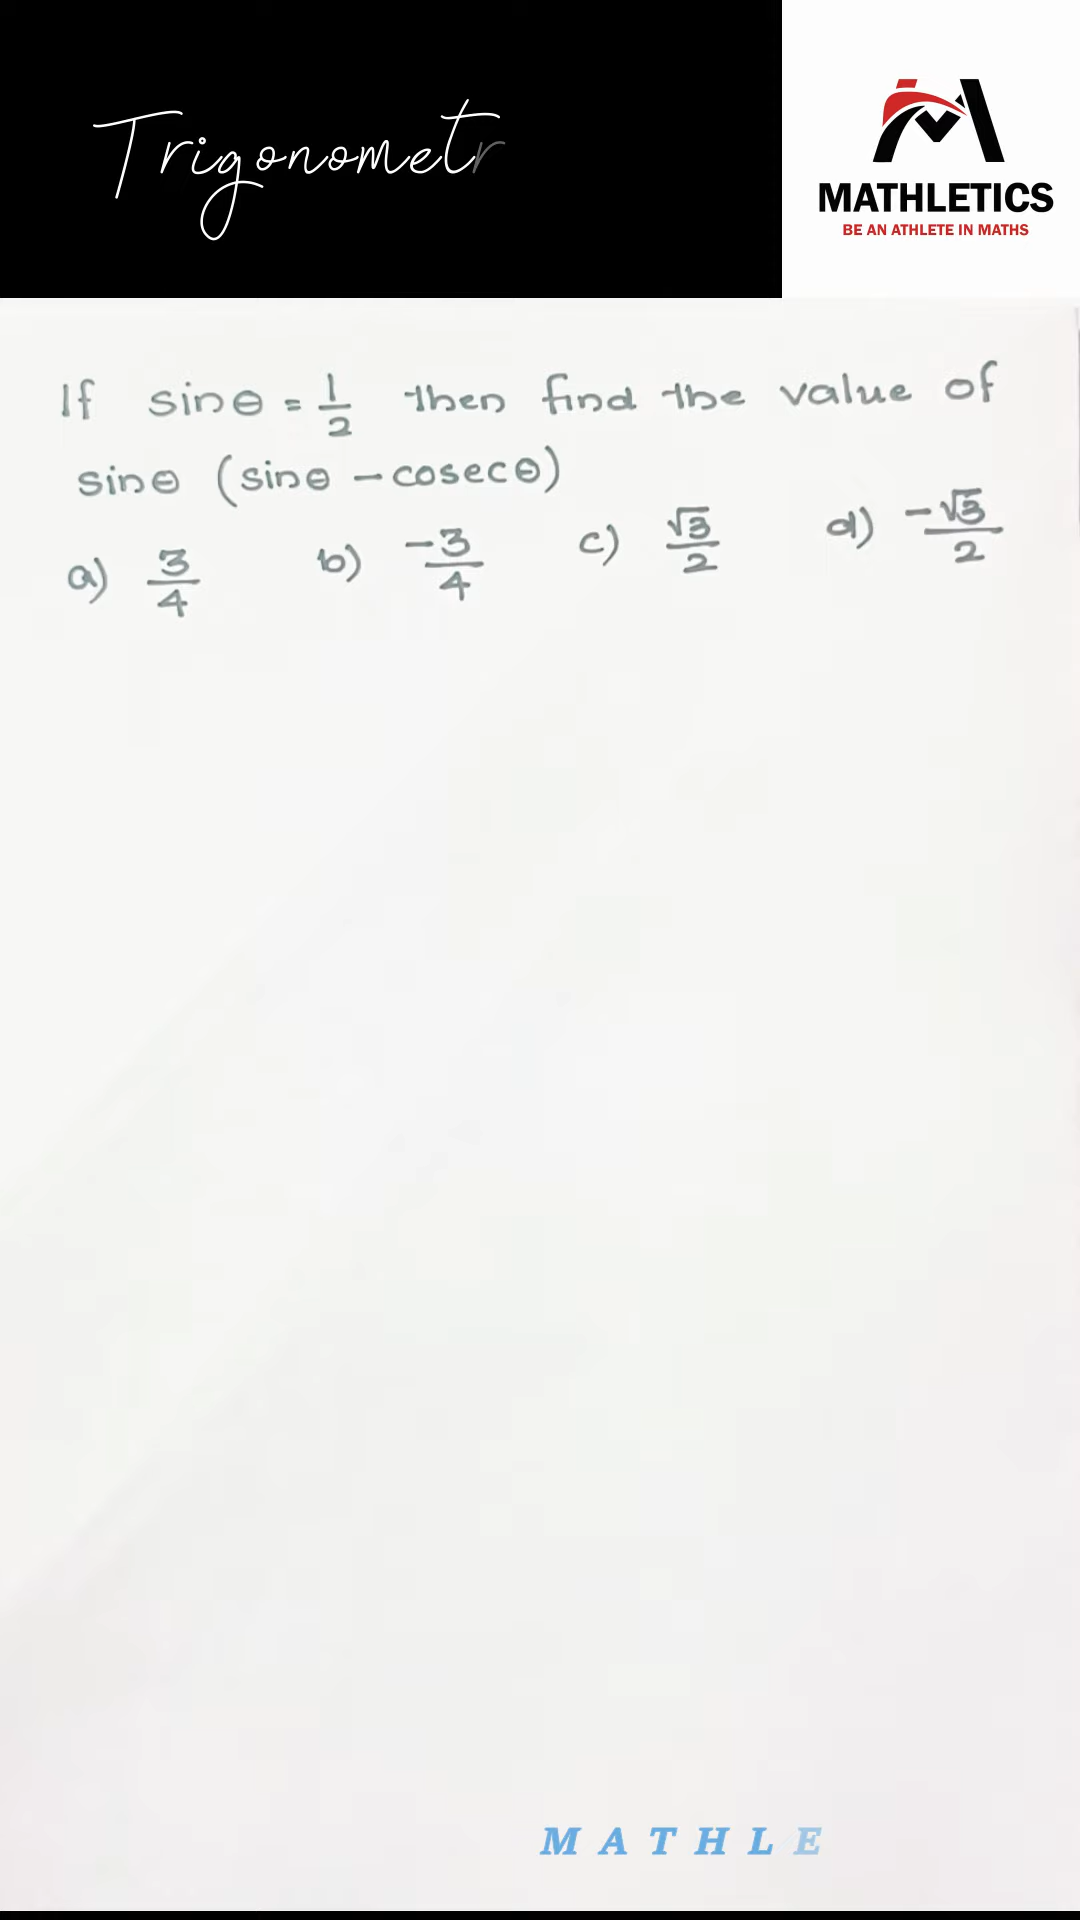 Trigonometr
MATHLETICS
BE AN ATHLETE IN MATHS
If sinθ = 1/2 then find the value of
sinθ (sinθ - cosecθ)
a) 3/4 b) -3/4 c) √3/2 d) -√3/2
MATHLE